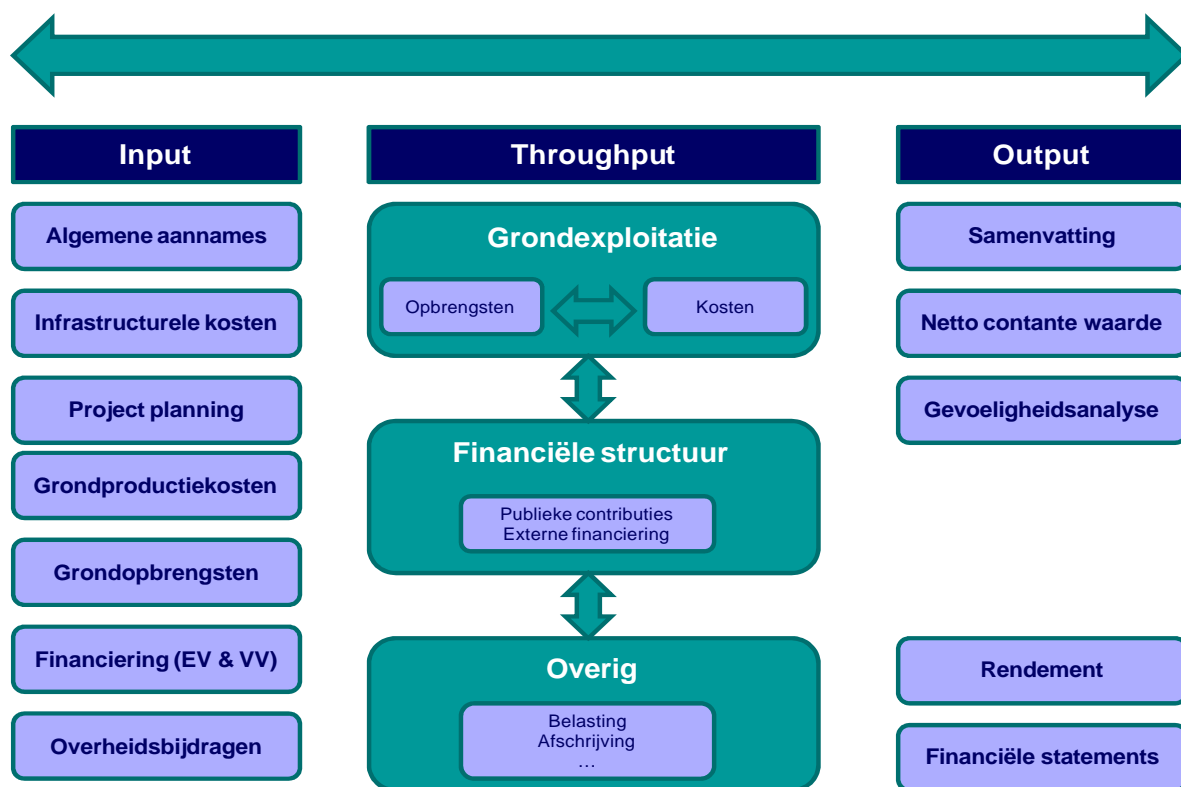 Input
Algemene aannames
Infrastructurele kosten
Project planning
Grondproductiekosten
Grondopbrengsten
Financiering (EV & VV)
Overheidsbijdragen
Throughput
Grondexploitatie
Opbrengsten
Kosten
Financiële structuur
Publieke contributies
Externe financiering
Overig
Belasting
Afschrijving
…
Output
Samenvatting
Netto contante waarde
Gevoeligheidsanalyse
Rendement
Financiële statements